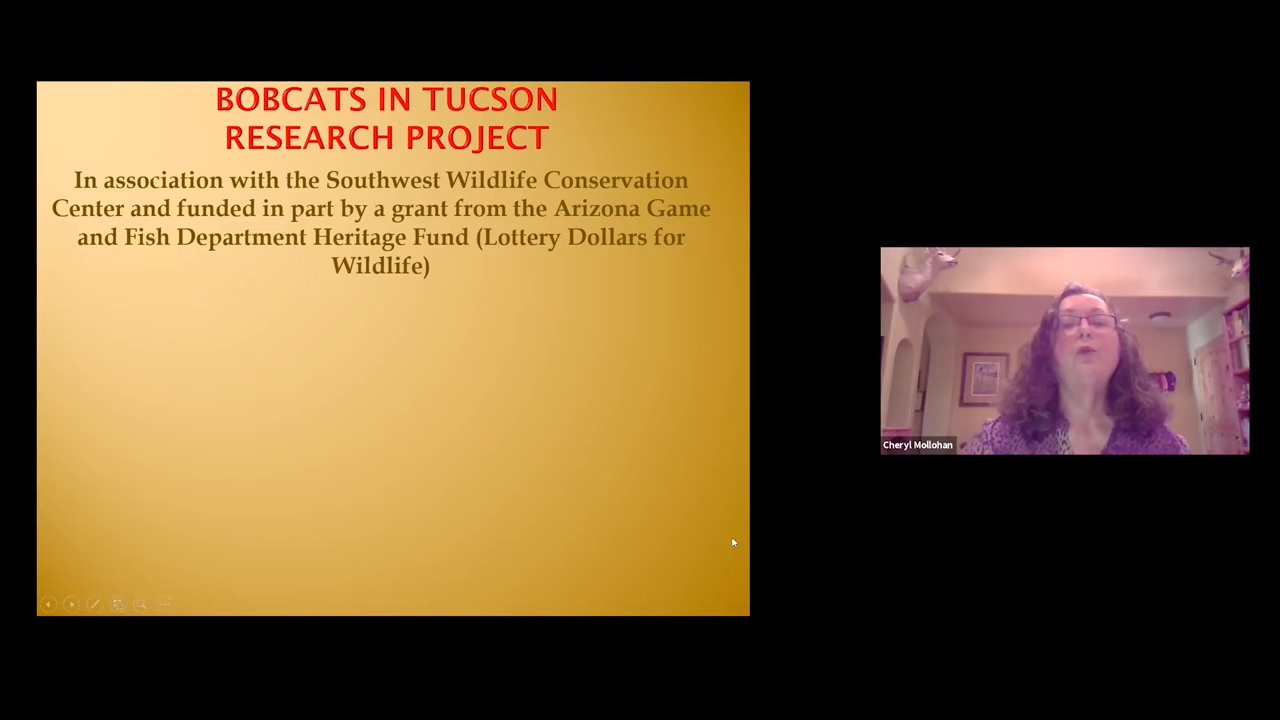 BOBCATS IN TUCSON
RESEARCH PROJECT
In association with the Southwest Wildlife Conservation
Center and funded in part by a grant from the Arizona Game
and Fish Department Heritage Fund (Lottery Dollars for
Wildlife)
Cheryl Mollohan